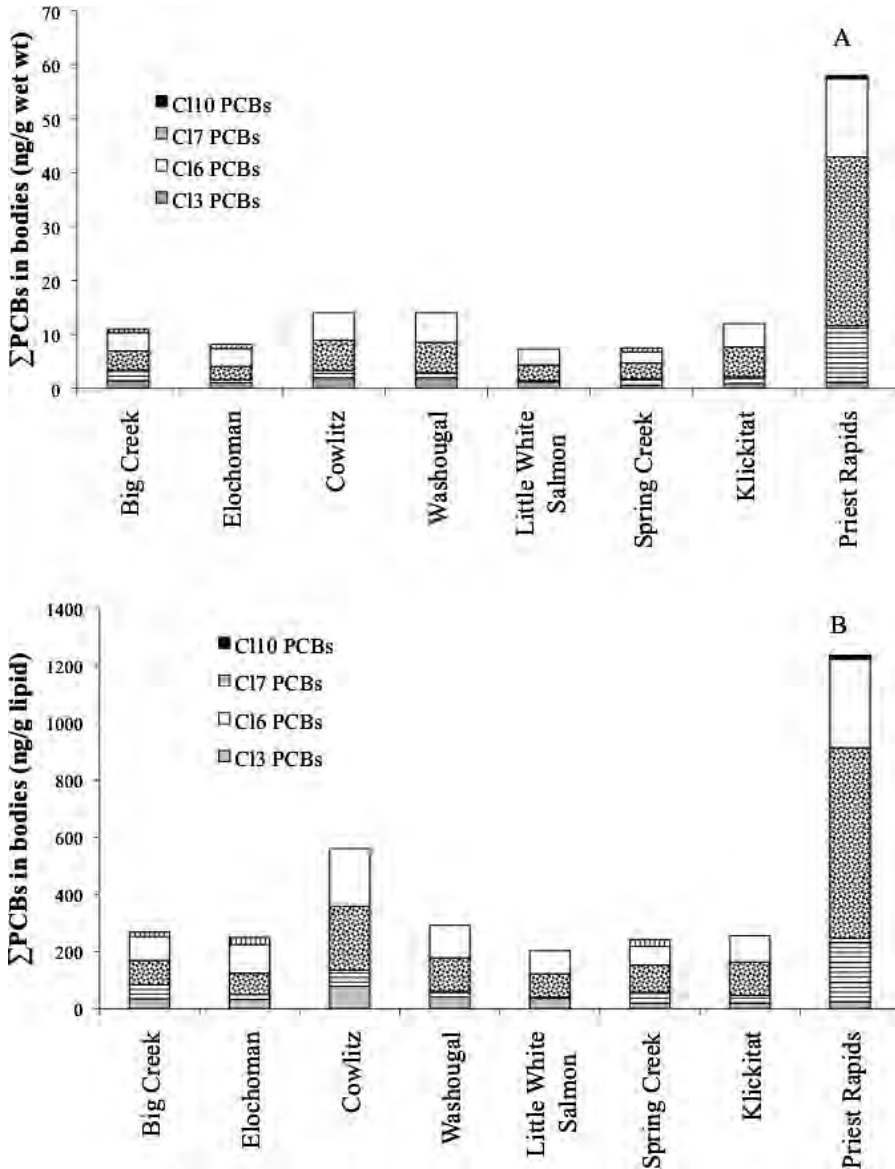 A
∑PCBs in bodies (ng/g wet wt)
70
60
50
40
30
20
10
0
Cl10 PCBs
Cl7 PCBs
Cl6 PCBs
Cl3 PCBs
Big Creek
Elochoman
Cowlitz
Washougal
Little White
Salmon
Spring Creek
Klickitat
Priest Rapids
B
∑PCBs in bodies (ng/g lipid)
1400
1200
1000
800
600
400
200
0
Cl10 PCBs
Cl7 PCBs
Cl6 PCBs
Cl3 PCBs
Big Creek
Elochoman
Cowlitz
Washougal
Little White
Salmon
Spring Creek
Klickitat
Priest Rapids